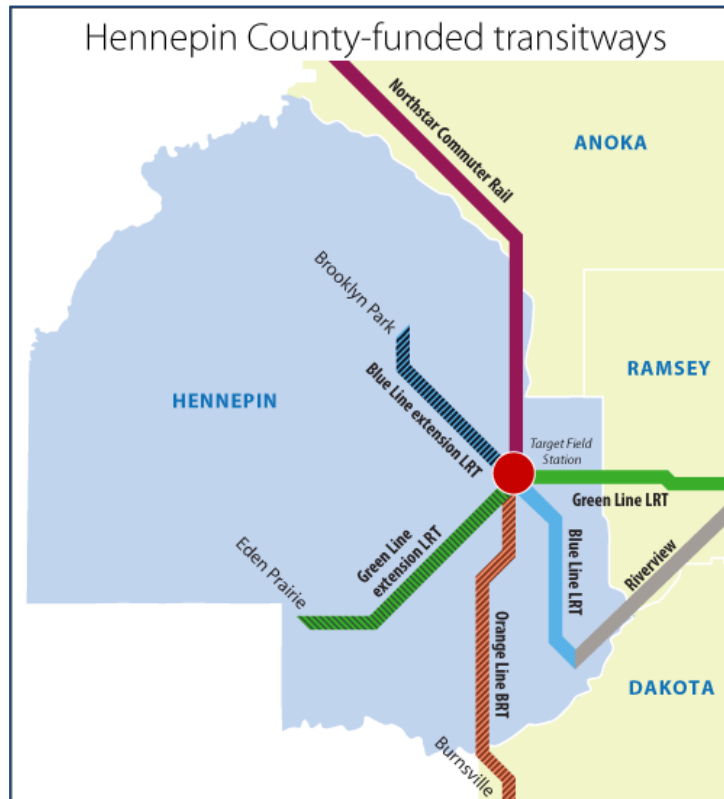 Hennepin County-funded transitways
Northstar Commuter Rail
ANOKA
Brooklyn Park
RAMSEY
HENNEPIN
Blue Line extension LRT
Target Field
Station
Green Line LRT
Eden Prairie
Green Line
extension LRT
Blue Line LRT
Riverview
Orange Line BRT
DAKOTA
Burnsville